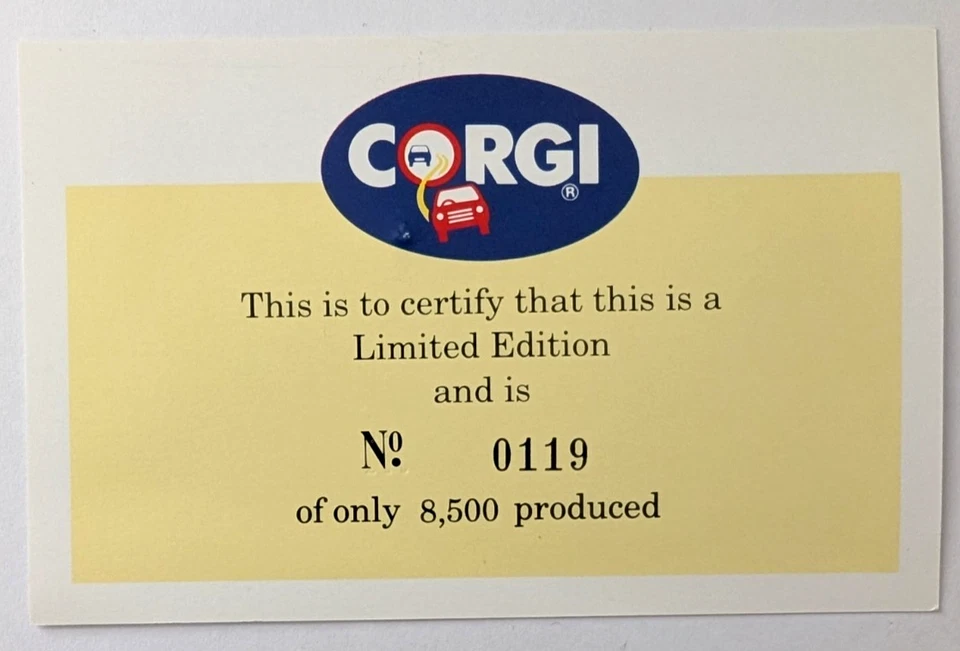 CORGI
®
This is to certify that this is a
Limited Edition
and is
Nº. 0119
of only 8,500 produced